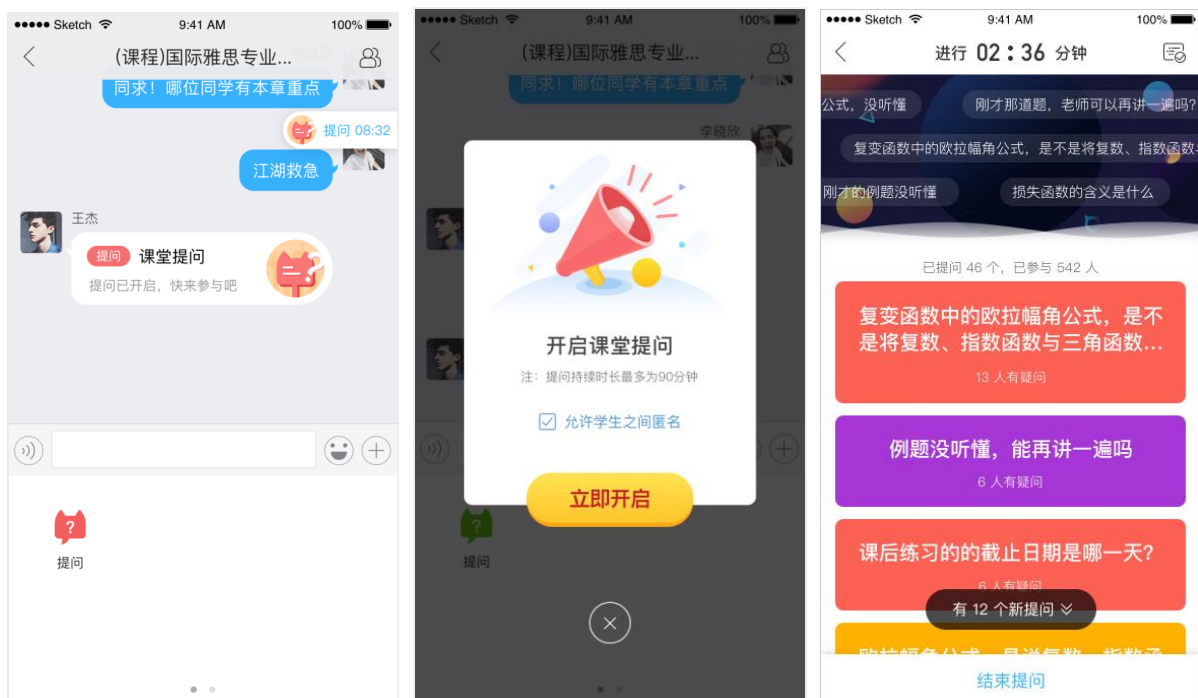 Sketch 9:41 AM 100%
(课程)国际雅思专业...
同求！哪位同学有本章重点
提问 08:32
江湖救急
王杰
提问 课堂提问
提问已开启，快来参与吧
提问
Sketch 9:41 AM 100%
(课程)国际雅思专业...
同求！哪位同学有本章重点
李晓欣
开启课堂提问
注：提问持续时长最多为90分钟
允许学生之间匿名
立即开启
提问
Sketch 9:41 AM 100%
进行 02：36 分钟
公式，没听懂 刚才那道题，老师可以再讲一遍吗?
复变函数中的欧拉幅角公式，是不是将复数、指数函数
刚才的例题没听懂 损失函数的含义是什么
已提问 46 个，已参与 542 人
复变函数中的欧拉幅角公式，是不
是将复数、指数函数与三角函数...
13 人有疑问
例题没听懂，能再讲一遍吗
6 人有疑问
课后练习的的截止日期是哪一天?
6 人有疑问
有 12 个新提问
结束提问